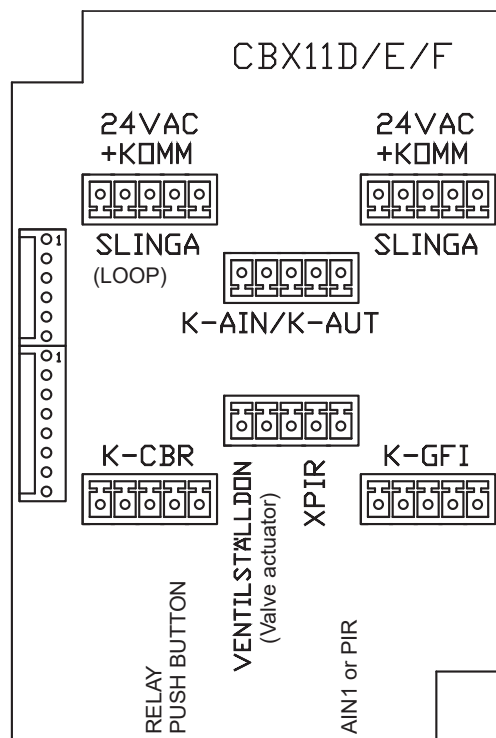 CBX11D/E/F
24VAC
+KOMM
24VAC
+KOMM
SLINGA
(LOOP)
SLINGA
1
K-AIN/K-AUT
1
K-CBR
VENTILSTÄLLDON
(Valve actuator)
XPIR
K-GFI
RELAY
PUSH BUTTON
AIN1 or PIR